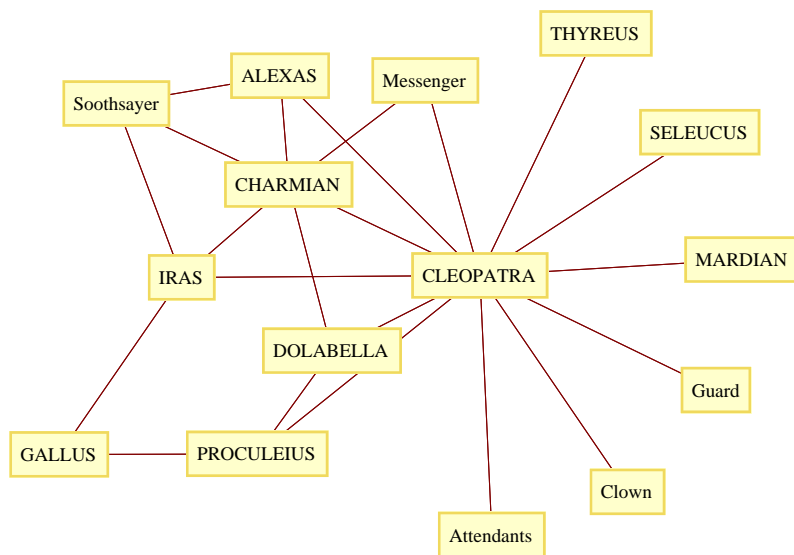 THYREUS
ALEXAS
Messenger
Soothsayer
SELEUCUS
CHARMIAN
MARDIAN
IRAS
CLEOPATRA
DOLABELLA
Guard
GALLUS
PROCULEIUS
Clown
Attendants